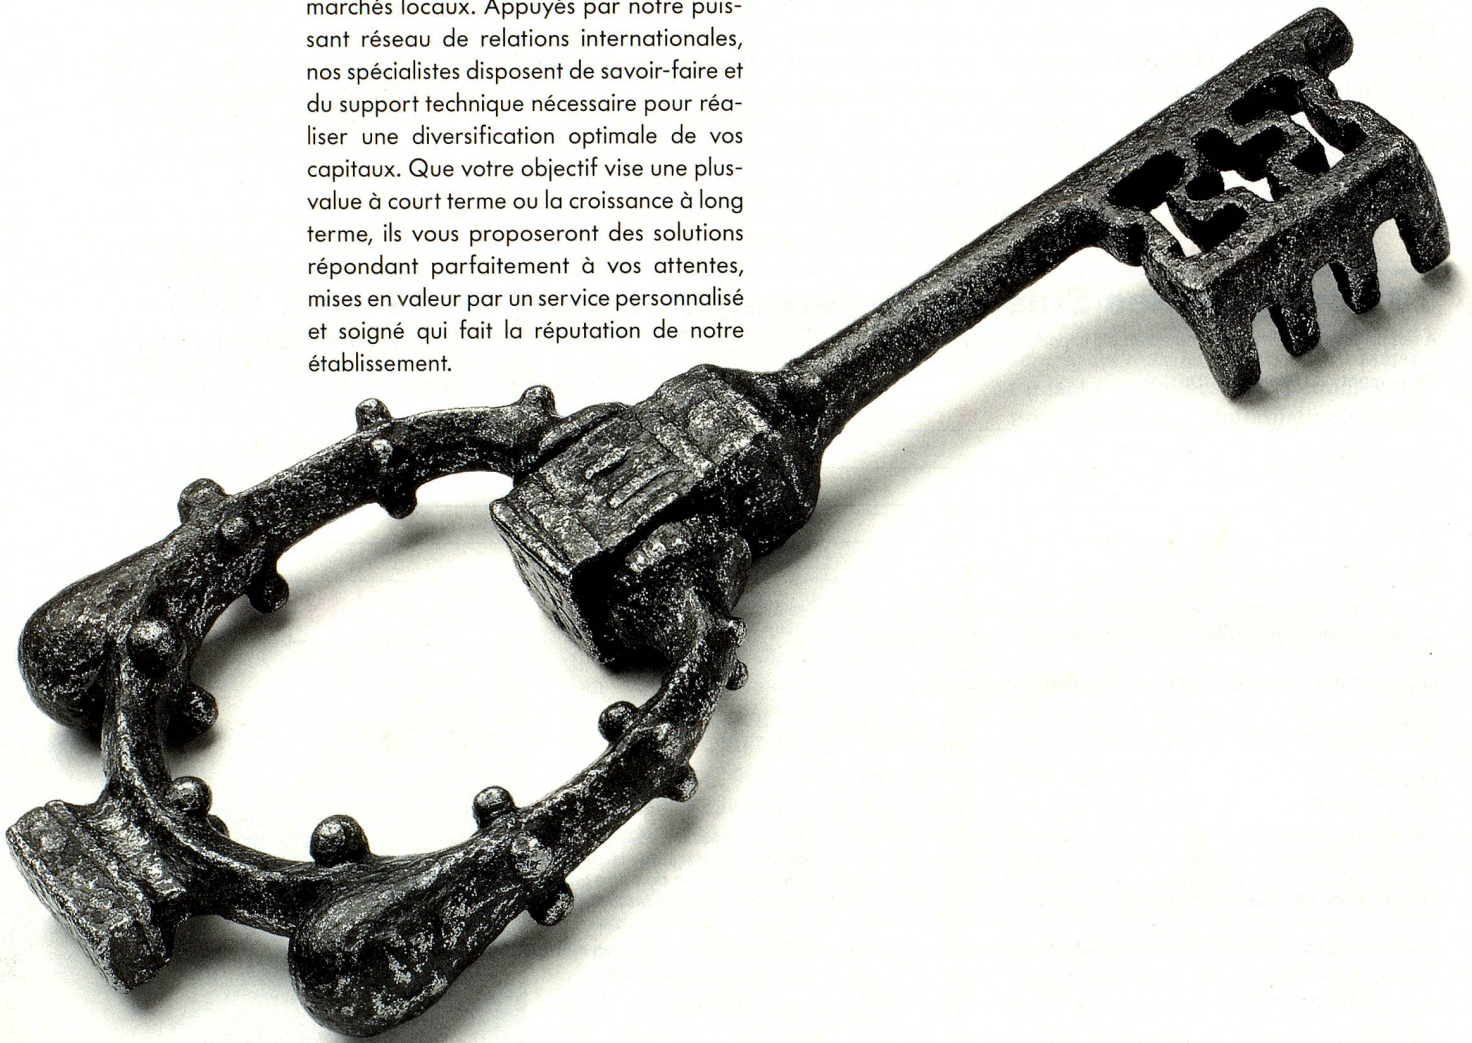 marchés locaux. Appuyés par notre puis-
sant réseau de relations internationales,
nos spécialistes disposent de savoir-faire et
du support technique nécessaire pour réa-
liser une diversification optimale de vos
capitaux. Que votre objectif vise une plus-
value à court terme ou la croissance à long
terme, ils vous proposeront des solutions
répondant parfaitement à vos attentes,
mises en valeur par un service personnalisé
et soigné qui fait la réputation de notre
établissement.